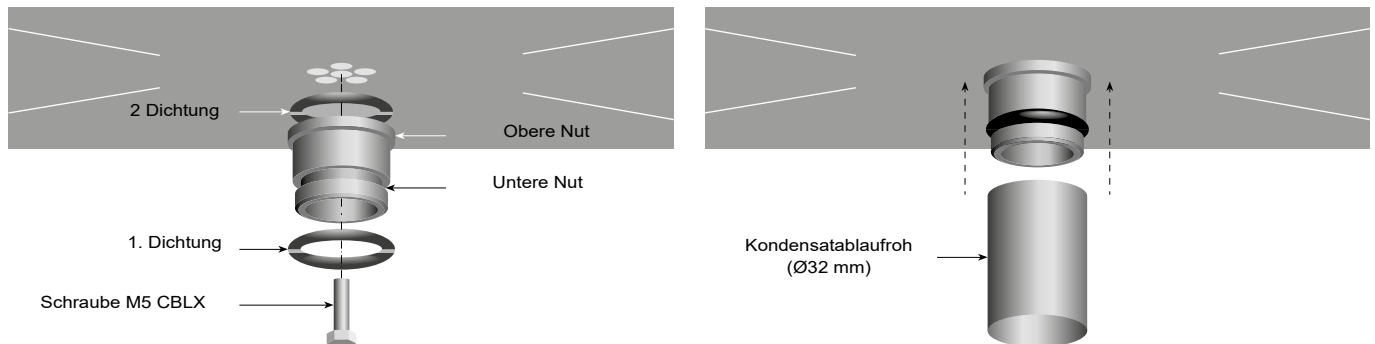 2 Dichtung
Obere Nut
Untere Nut
1. Dichtung
Schraube M5 CBLX
Kondensatablaufroh
(Ø32 mm)